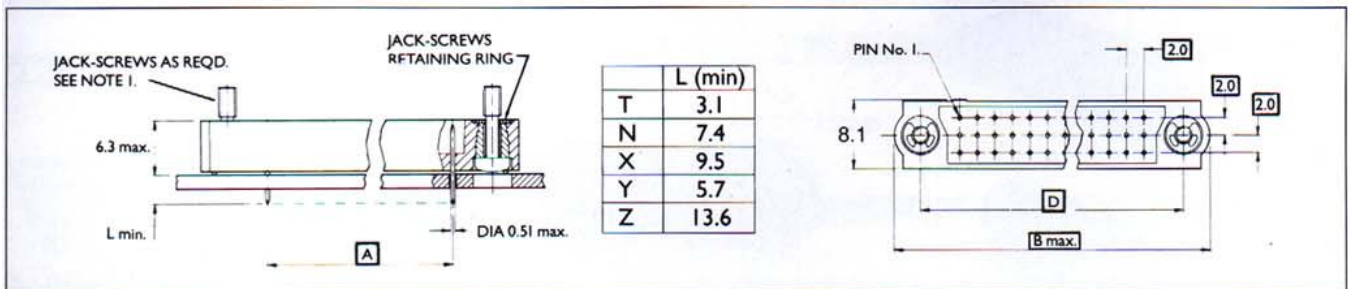 JACK-SCREWS AS REQD.
SEE NOTE 1.
JACK-SCREWS
RETAINING RING
6.3 max.
L min.
A
DIA 0.51 max.
L (min)
T 3.1
N 7.4
X 9.5
Y 5.7
Z 13.6
PIN No. 1.
2.0
2.0
2.0
8.1
D
B max.